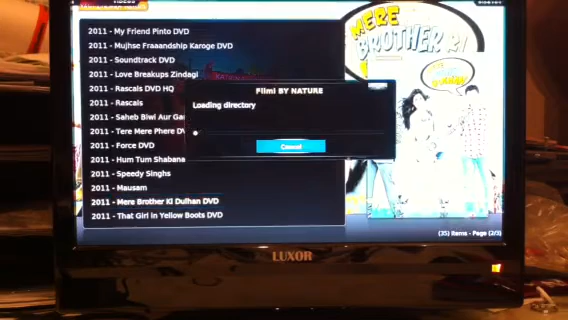 VIDEOS
2011 - My Friend Pinto DVD
2011 - Mujhse Fraaandship Karoge DVD
2011 - Soundtrack DVD
2011 - Love Breakups Zindagi
2011 - Rascals DVD HQ
2011 - Rascals
2011 - Saheb Biwi Aur Ga
2011 - Tere Mere Phere DV
2011 - Force DVD
2011 - Hum Tum Shabana
2011 - Speedy Singhs
2011 - Mausam
2011 - Mere Brother Ki Dulhan DVD
2011 - That Girl in Yellow Boots DVD
Filmi BY NATURE
Loading directory
Cancel
MERE
BROTHER KI
(35) Items - Page (2/3)
LUXOR